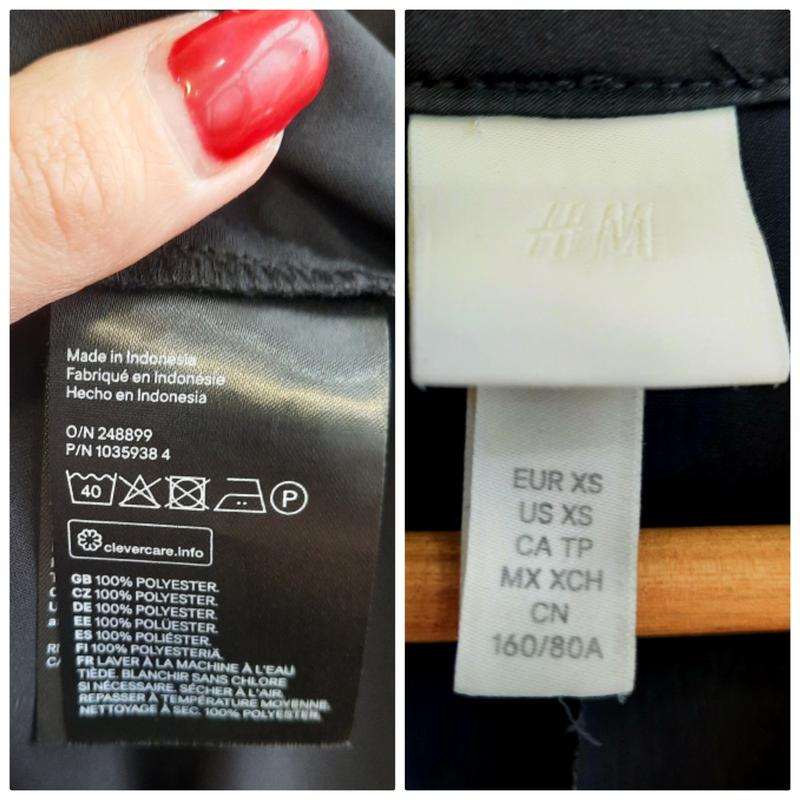 Made in Indonesia
Fabriqué en Indonésie
Hecho en Indonesia
O/N 248899
P/N 1035938 4
40
P
clevercare.info
GB 100% POLYESTER.
CZ 100% POLYESTER.
DE 100% POLYESTER.
EE 100% POLÜESTER.
ES 100% POLIÉSTER.
FI 100% POLYESTERIÄ.
FR LAVER À LA MACHINE À L'EAU
TIÈDE. BLANCHIR SANS CHLORE
SI NÉCESSAIRE. SÉCHER À L'AIR.
REPASSER À TEMPÉRATURE MOYENNE.
NETTOYAGE À SEC. 100% POLYESTER.
H&M
EUR XS
US XS
CA TP
MX XCH
CN
160/80A